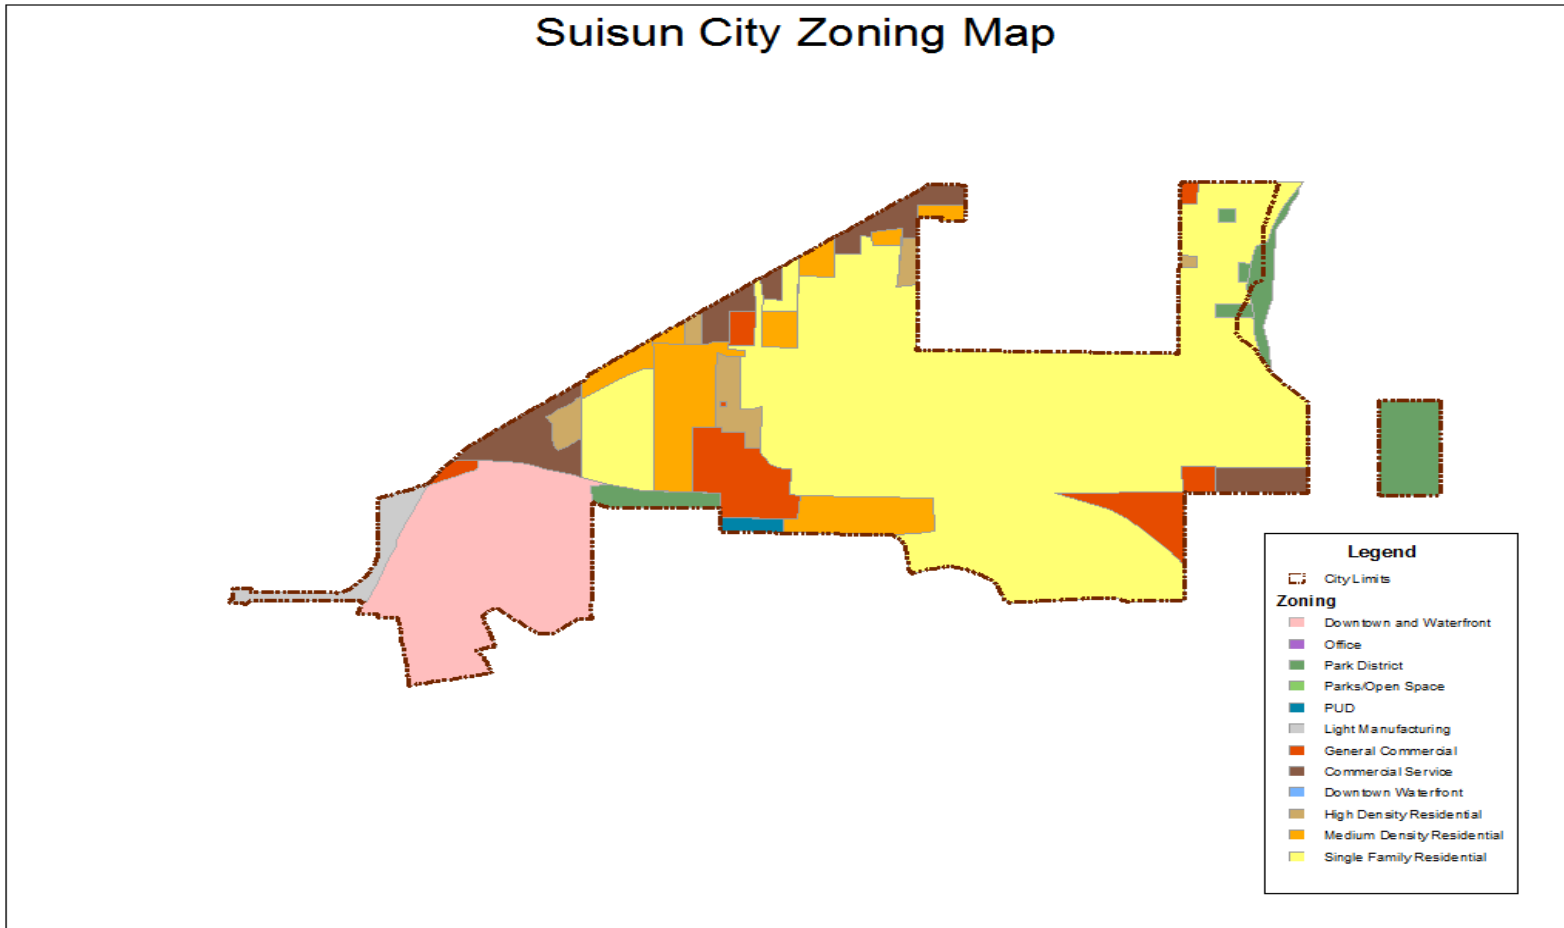 Suisun City Zoning Map
Legend
City Limits
Zoning
Downtown and Waterfront
Office
Park District
Parks/Open Space
PUD
Light Manufacturing
General Commercial
Commercial Service
Downtown Waterfront
High Density Residential
Medium Density Residential
Single Family Residential